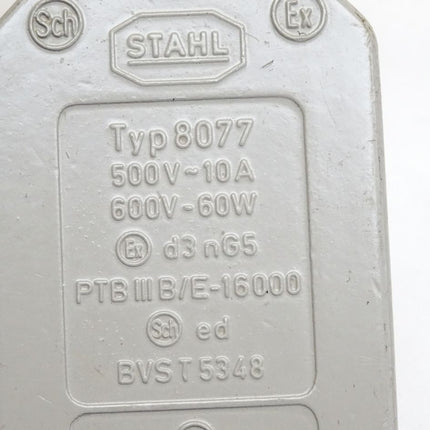 Sch Ex
STAHL
Typ 8077
500V~10A
600V-60W
Ex d3 nG5
PTB III B/E-16000
Sch ed
BVS T 5348